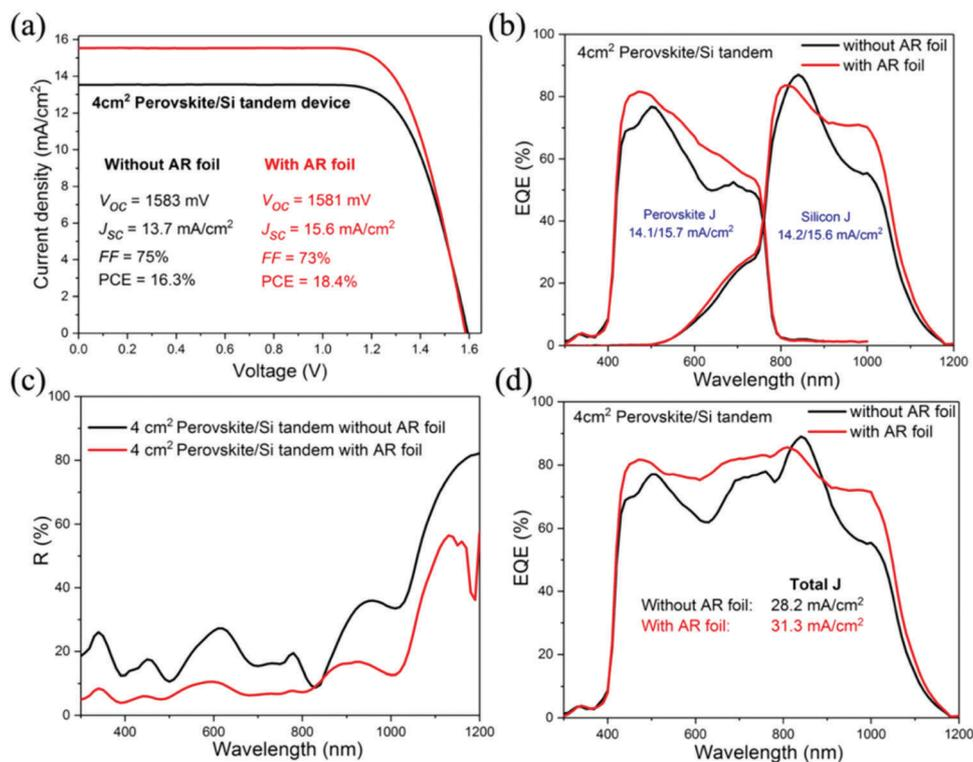 (a)
16
14
12
10
8
6
4
2
0
Current density (mA/cm²)
4cm² Perovskite/Si tandem device
Without AR foil
V_OC = 1583 mV
J_SC = 13.7 mA/cm²
FF = 75%
PCE = 16.3%
With AR foil
V_OC = 1581 mV
J_SC = 15.6 mA/cm²
FF = 73%
PCE = 18.4%
0.0 0.2 0.4 0.6 0.8 1.0 1.2 1.4 1.6
Voltage (V)
(b)
100
80
60
40
20
0
EQE (%)
4cm² Perovskite/Si tandem
without AR foil
with AR foil
Perovskite J
14.1/15.7 mA/cm²
Silicon J
14.2/15.6 mA/cm²
400 600 800 1000 1200
Wavelength (nm)
(c)
100
80
60
40
20
0
R (%)
4 cm² Perovskite/Si tandem without AR foil
4 cm² Perovskite/Si tandem with AR foil
400 600 800 1000 1200
Wavelength (nm)
(d)
100
80
60
40
20
0
EQE (%)
4cm² Perovskite/Si tandem
without AR foil
with AR foil
Total J
Without AR foil: 28.2 mA/cm²
With AR foil: 31.3 mA/cm²
400 600 800 1000 1200
Wavelength (nm)